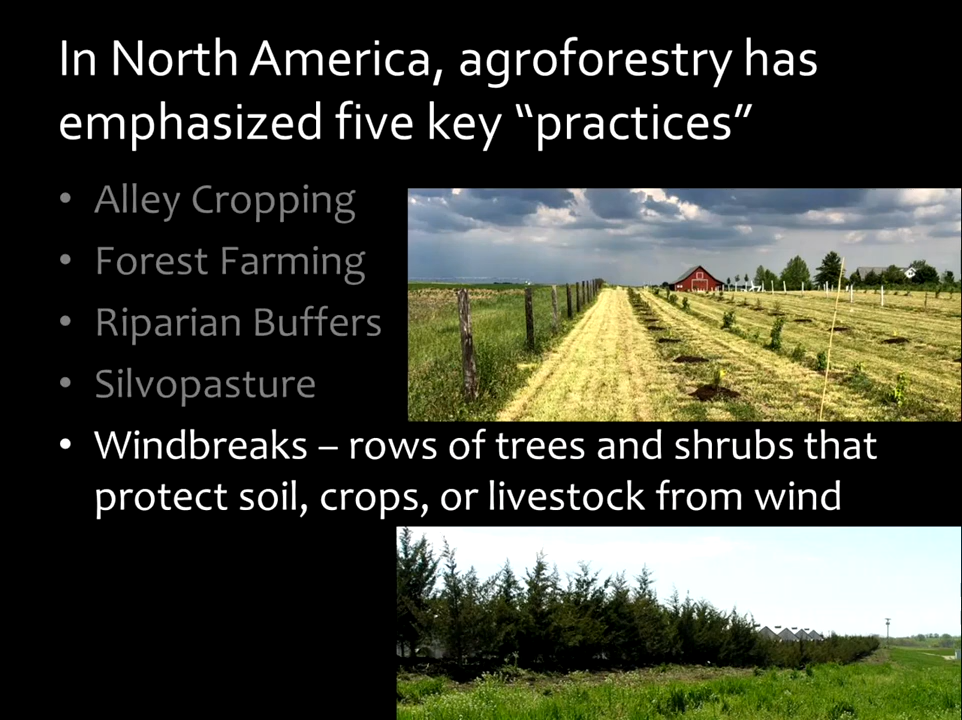 In North America, agroforestry has
emphasized five key “practices”
• Alley Cropping
• Forest Farming
• Riparian Buffers
• Silvopasture
• Windbreaks – rows of trees and shrubs that
protect soil, crops, or livestock from wind